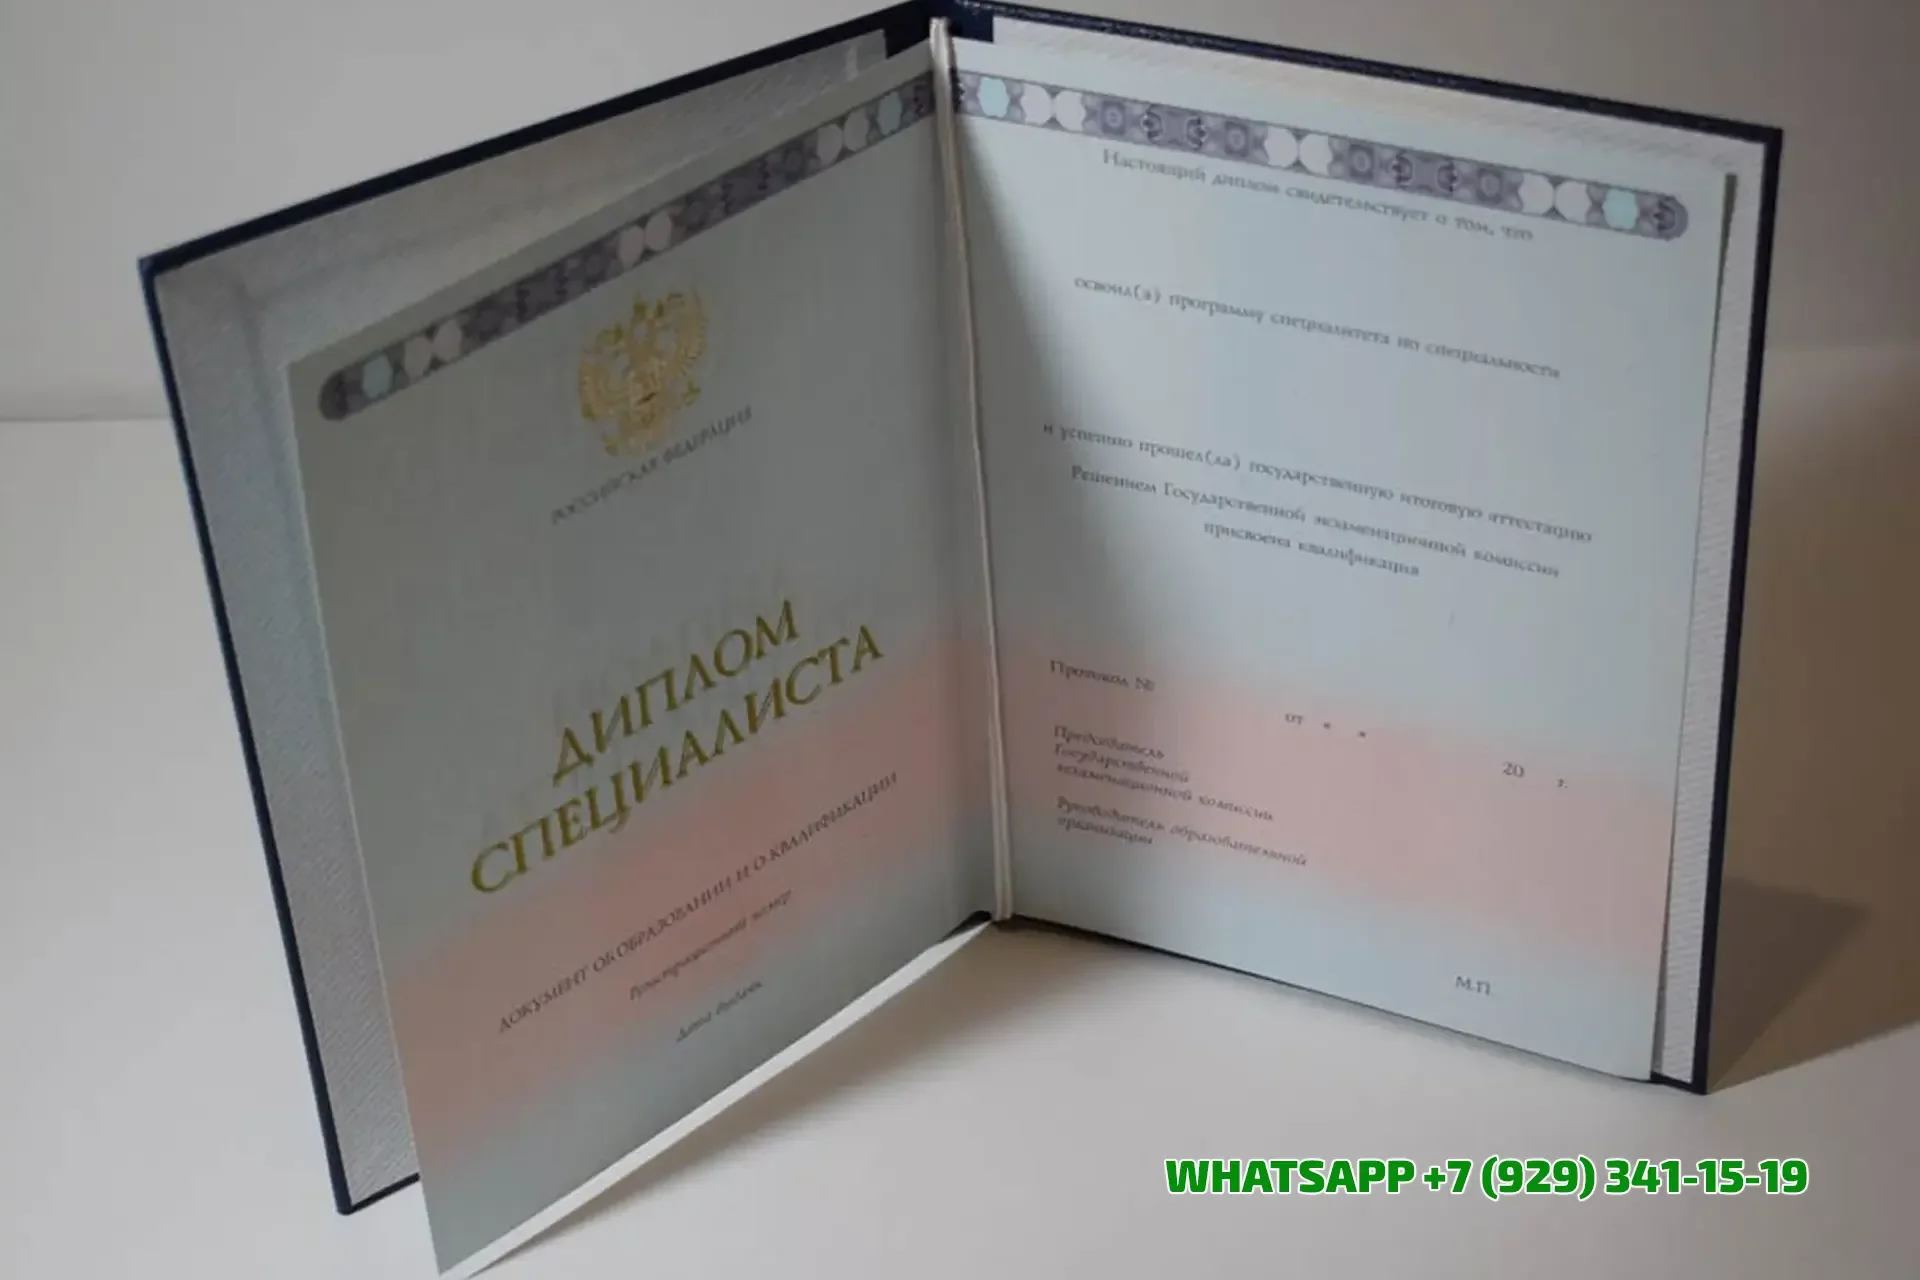 РОССИЙСКАЯ ФЕДЕРАЦИЯ
ДИПЛОМ
СПЕЦИАЛИСТА
ДОКУМЕНТ ОБ ОБРАЗОВАНИИ И О КВАЛИФИКАЦИИ
Регистрационный номер
Дата выдачи
Настоящий диплом свидетельствует о том, что
освоил(а) программу специалитета по специальности
и успешно прошел(ла) государственную итоговую аттестацию
Решением Государственной экзаменационной комиссии
присвоена квалификация
Протокол №
от « » 20 г.
Председатель
Государственной
экзаменационной комиссии
Руководитель образовательной
организации
М.П.
WHATSAPP +7 (929) 341-15-19